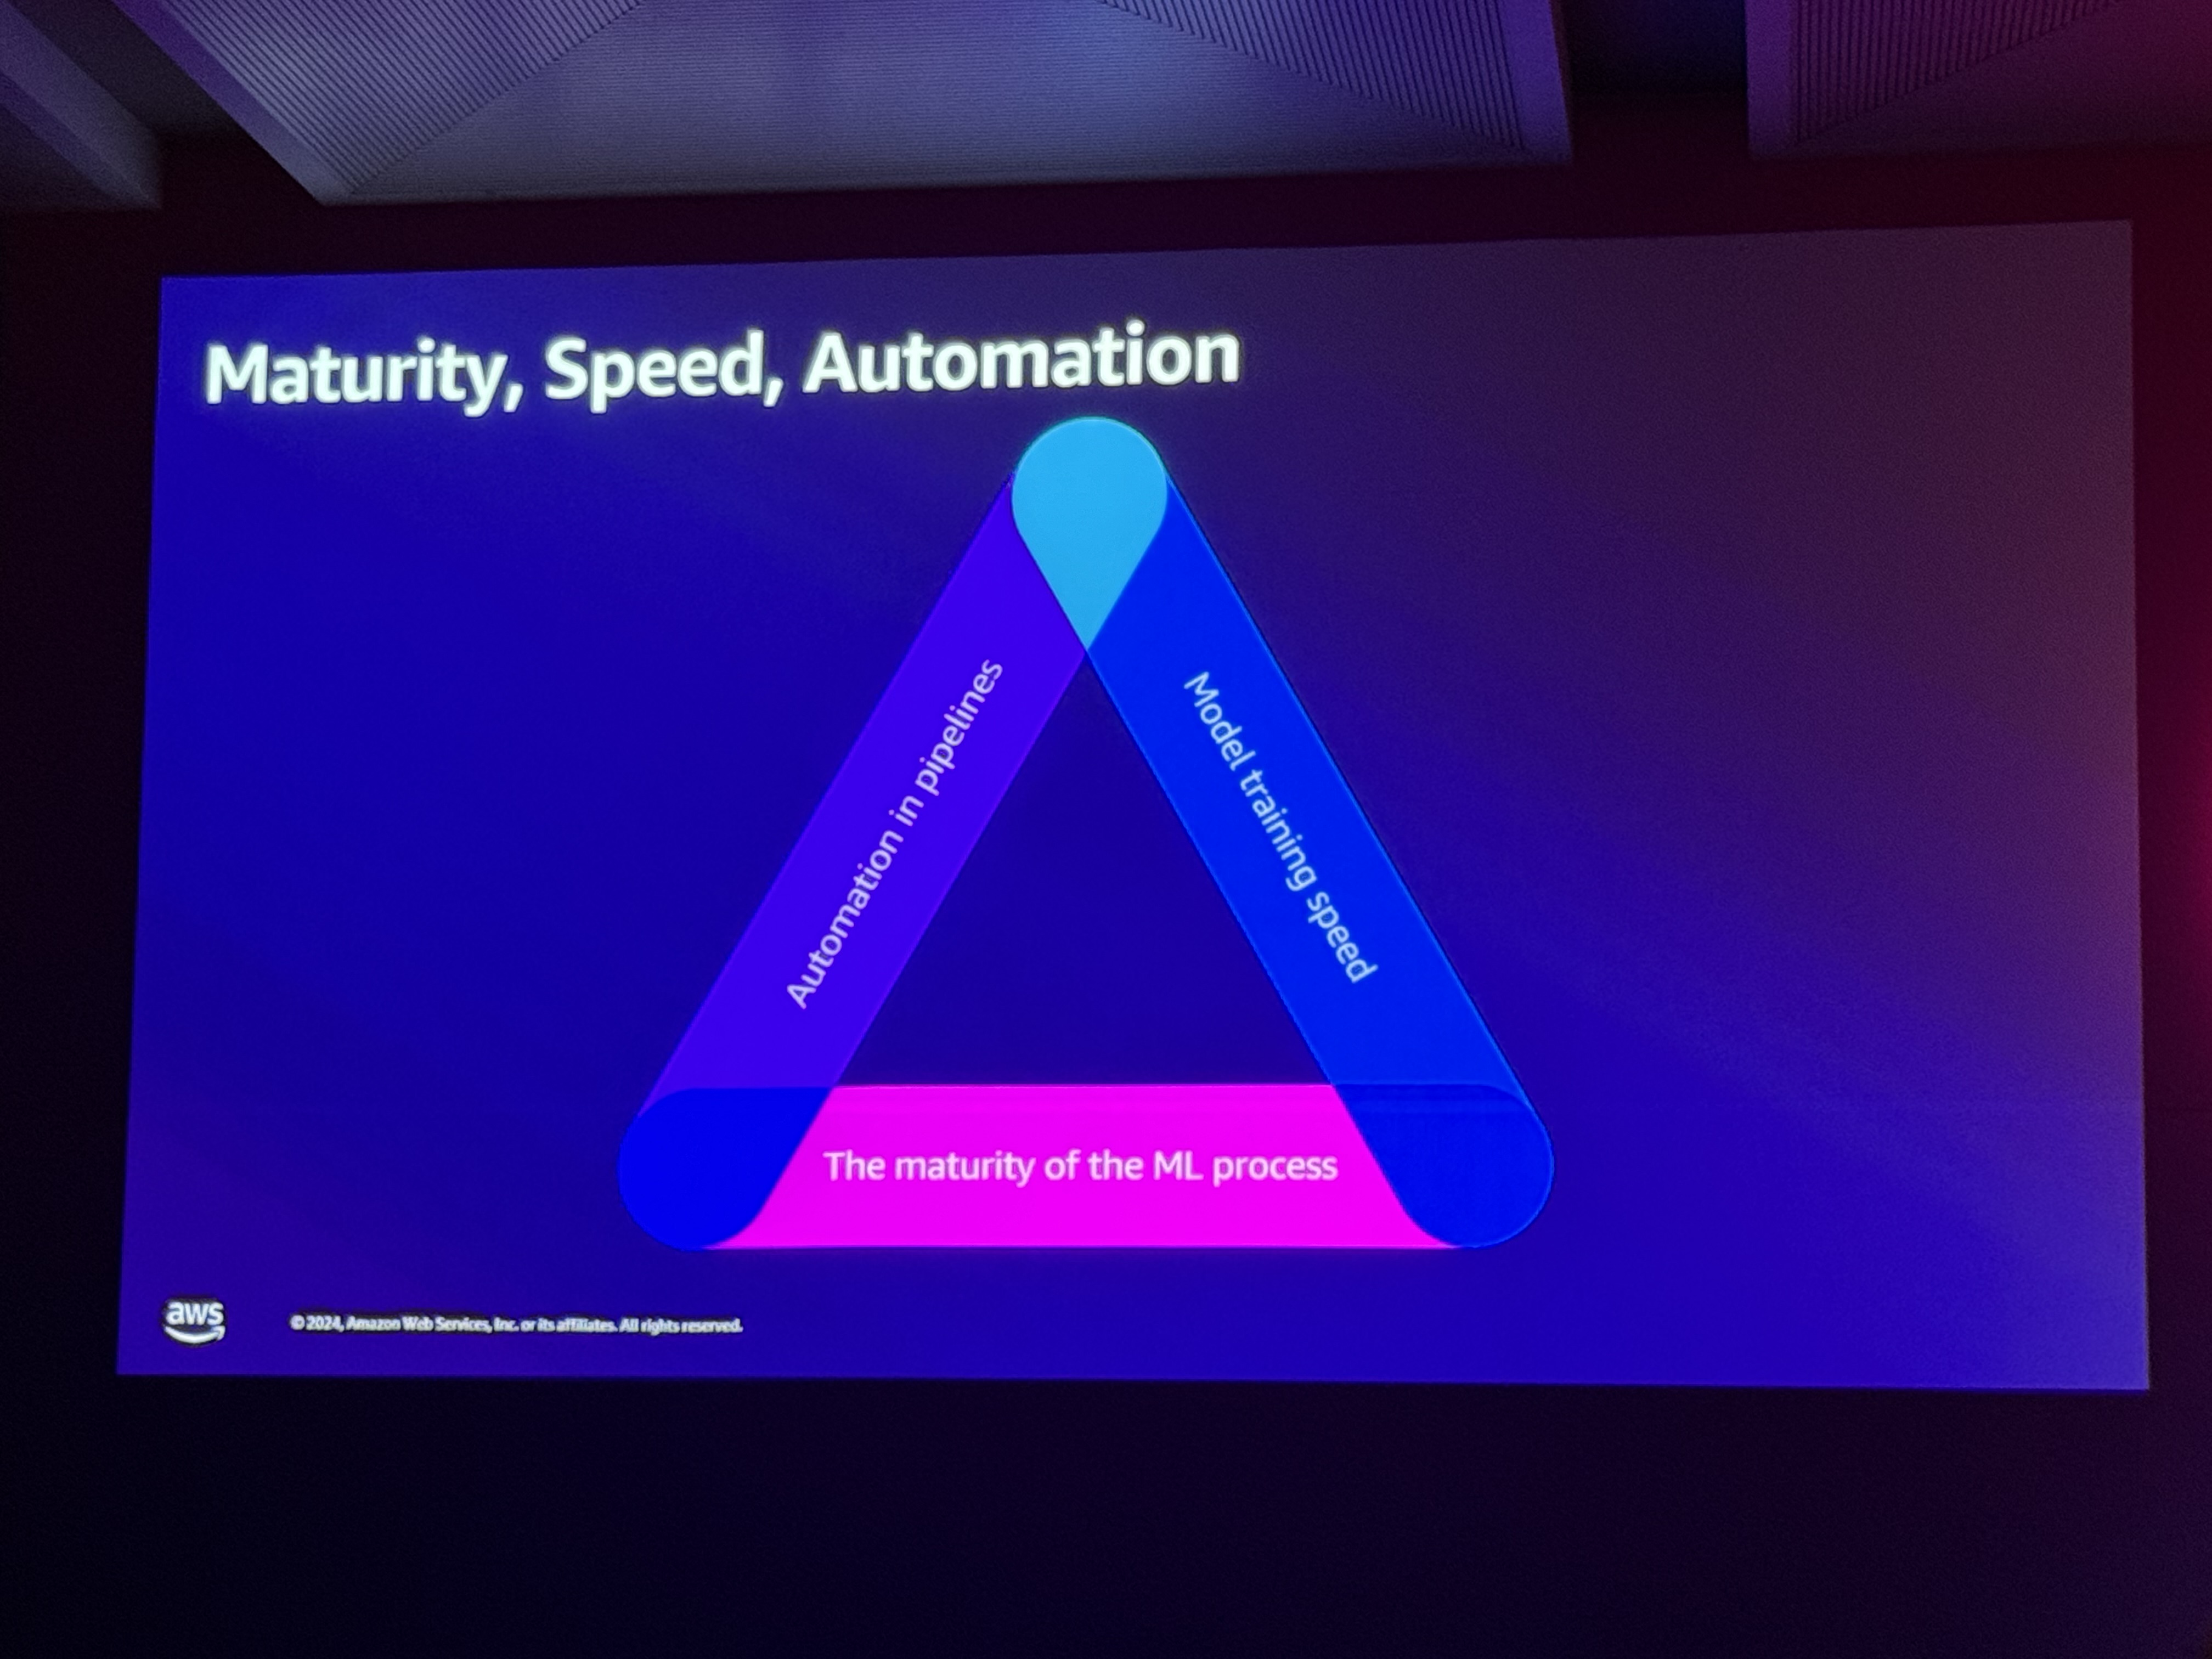 Maturity, Speed, Automation
Automation in pipelines
Model training speed
The maturity of the ML process
aws
© 2024, Amazon Web Services, Inc. or its affiliates. All rights reserved.